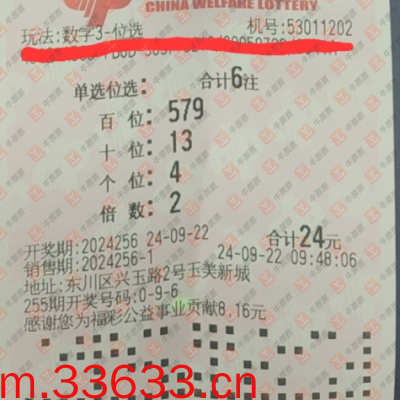 CHINA WELFARE LOTTERY
玩法:数字3-位选 机号:53011202
单选位选: 合计6注
百 位: 579
十 位: 13
个 位: 4
倍 数: 2
开奖期:2024256 24-09-22 合计24元
销售期:2024256-1 24-09-22 09:48:06
地址:东川区兴玉路2号玉美新城
255期开奖号码:0-9-6
感谢您为福彩公益事业贡献8.16元
m.33633.cn